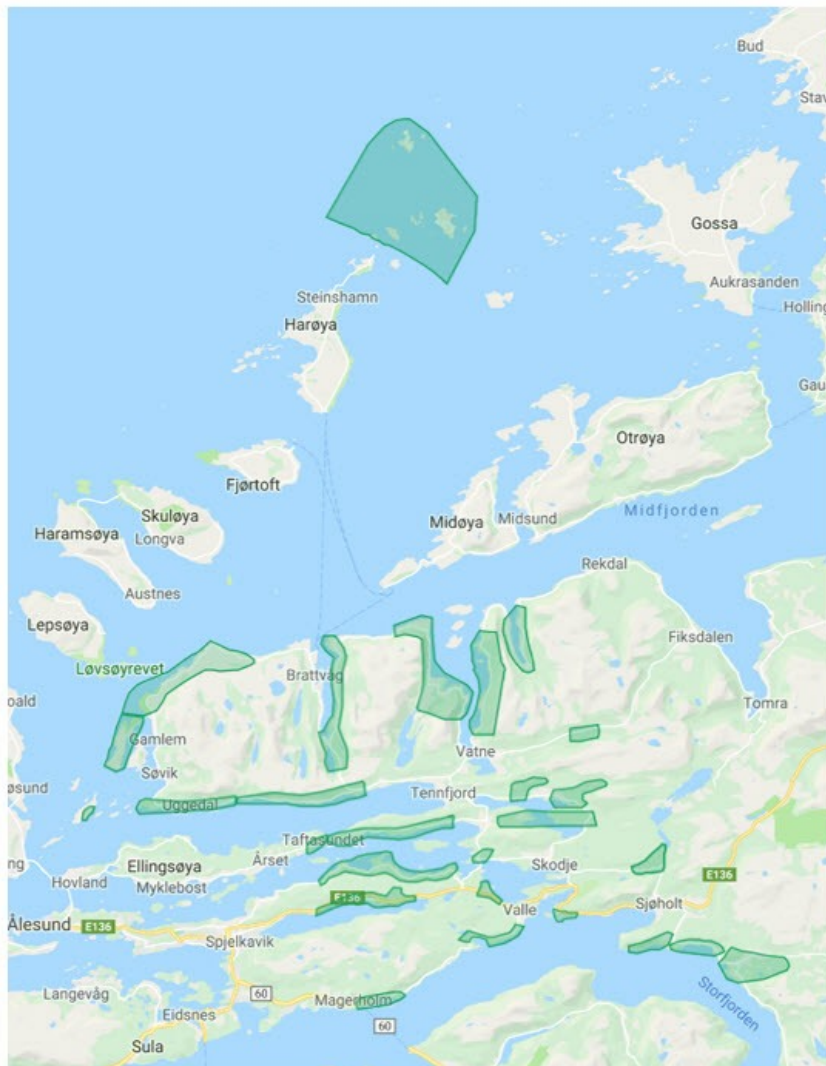 Bud
Stav
Gossa
Aukrasanden
Holling
Steinshamn
Harøya
Gau
Otrøya
Fjørtoft
Midfjorden
Skuløya
Midøya
Midsund
Haramsøya
Longva
Rekdal
Austnes
Lepsøya
Fiksdalen
Løvsøyrevet
Brattvåg
oald
Tomra
Gamlem
Vatne
Søvik
øsund
Tennfjord
Uggedal
Taftasundet
ng
Ellingsøya
Årset
Skodje
Hovland
Myklebost
E136
E136
Valle
Sjøholt
Ålesund
E136
Spjelkavik
Langevåg
60
Magerholm
Storfjorden
Eidsnes
60
Sula